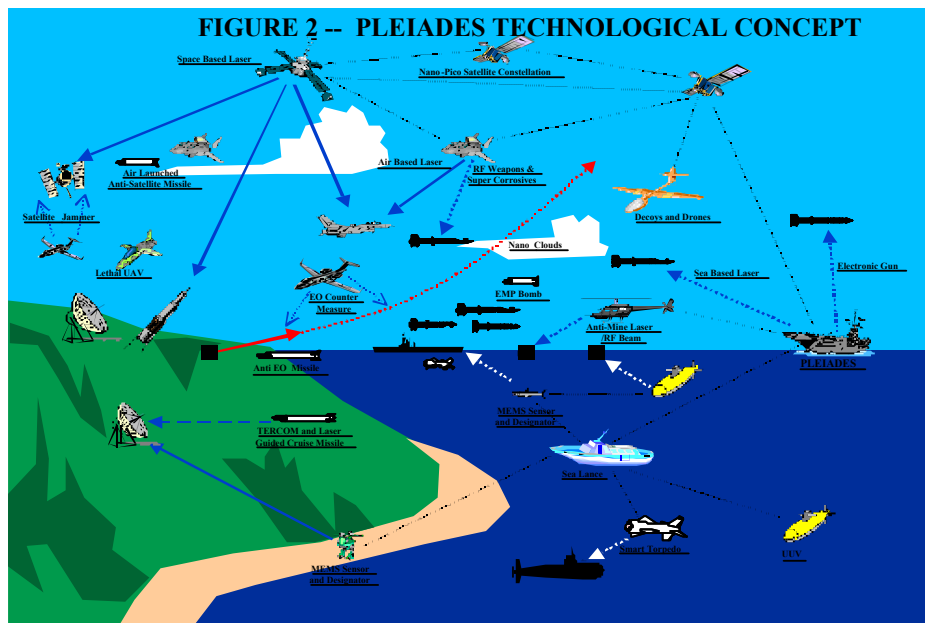 FIGURE 2 -- PLEIADES TECHNOLOGICAL CONCEPT
Space Based Laser
Nano -Pico Satellite Constellation
Air Launched
Anti-Satellite Missile
Air Based Laser
RF Weapons &
Super Corrosives
Satellite Jammer
Decoys and Drones
Nano Clouds
Lethal UAV
Electronic Gun
Sea Based Laser
EO Counter
Measure
EMP Bomb
Anti-Mine Laser
/RF Beam
Anti EO Missile
PLEIADES
MEMS Sensor
and Designator
TERCOM and Laser
Guided Cruise Missile
Sea Lance
Smart Torpedo
UUV
MEMS Sensor
and Designator